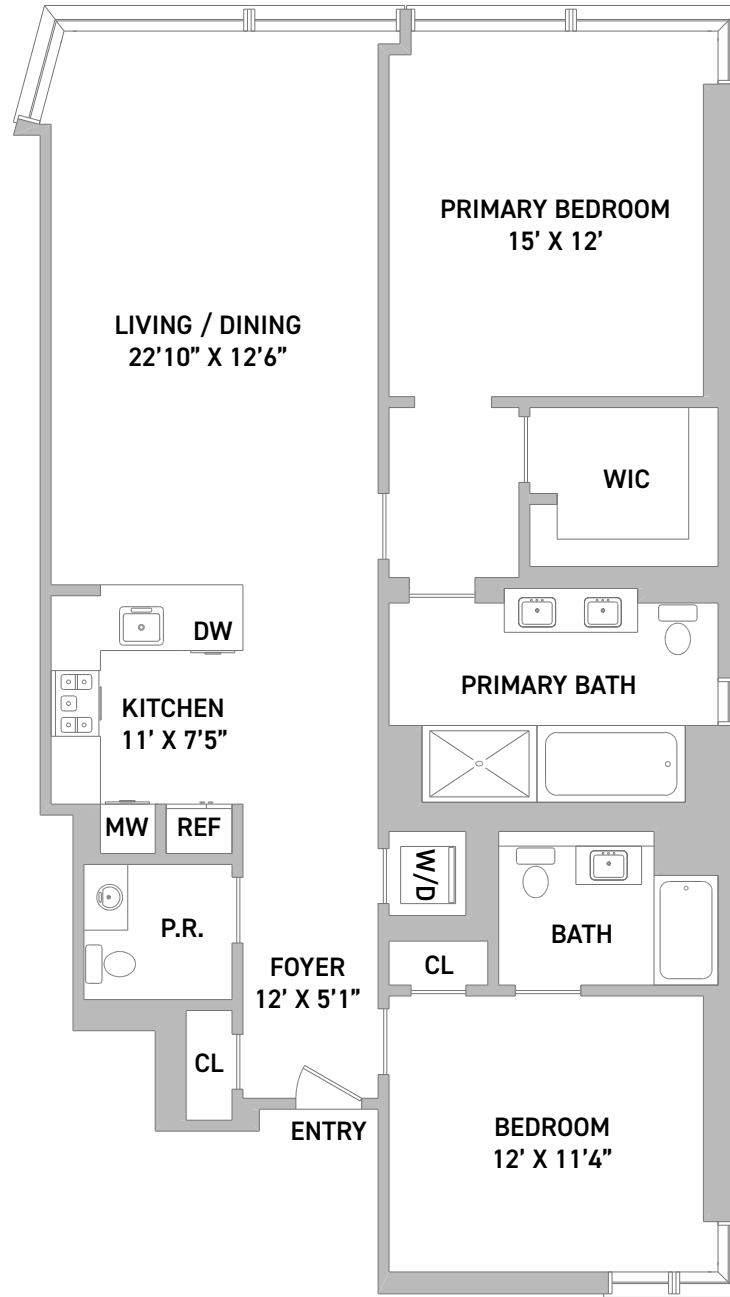 PRIMARY BEDROOM
15’ X 12’
LIVING / DINING
22’10” X 12’6”
WIC
DW
PRIMARY BATH
KITCHEN
11’ X 7’5”
MW
REF
W/D
P.R.
BATH
CL
FOYER
12’ X 5’1”
CL
ENTRY
BEDROOM
12’ X 11’4”